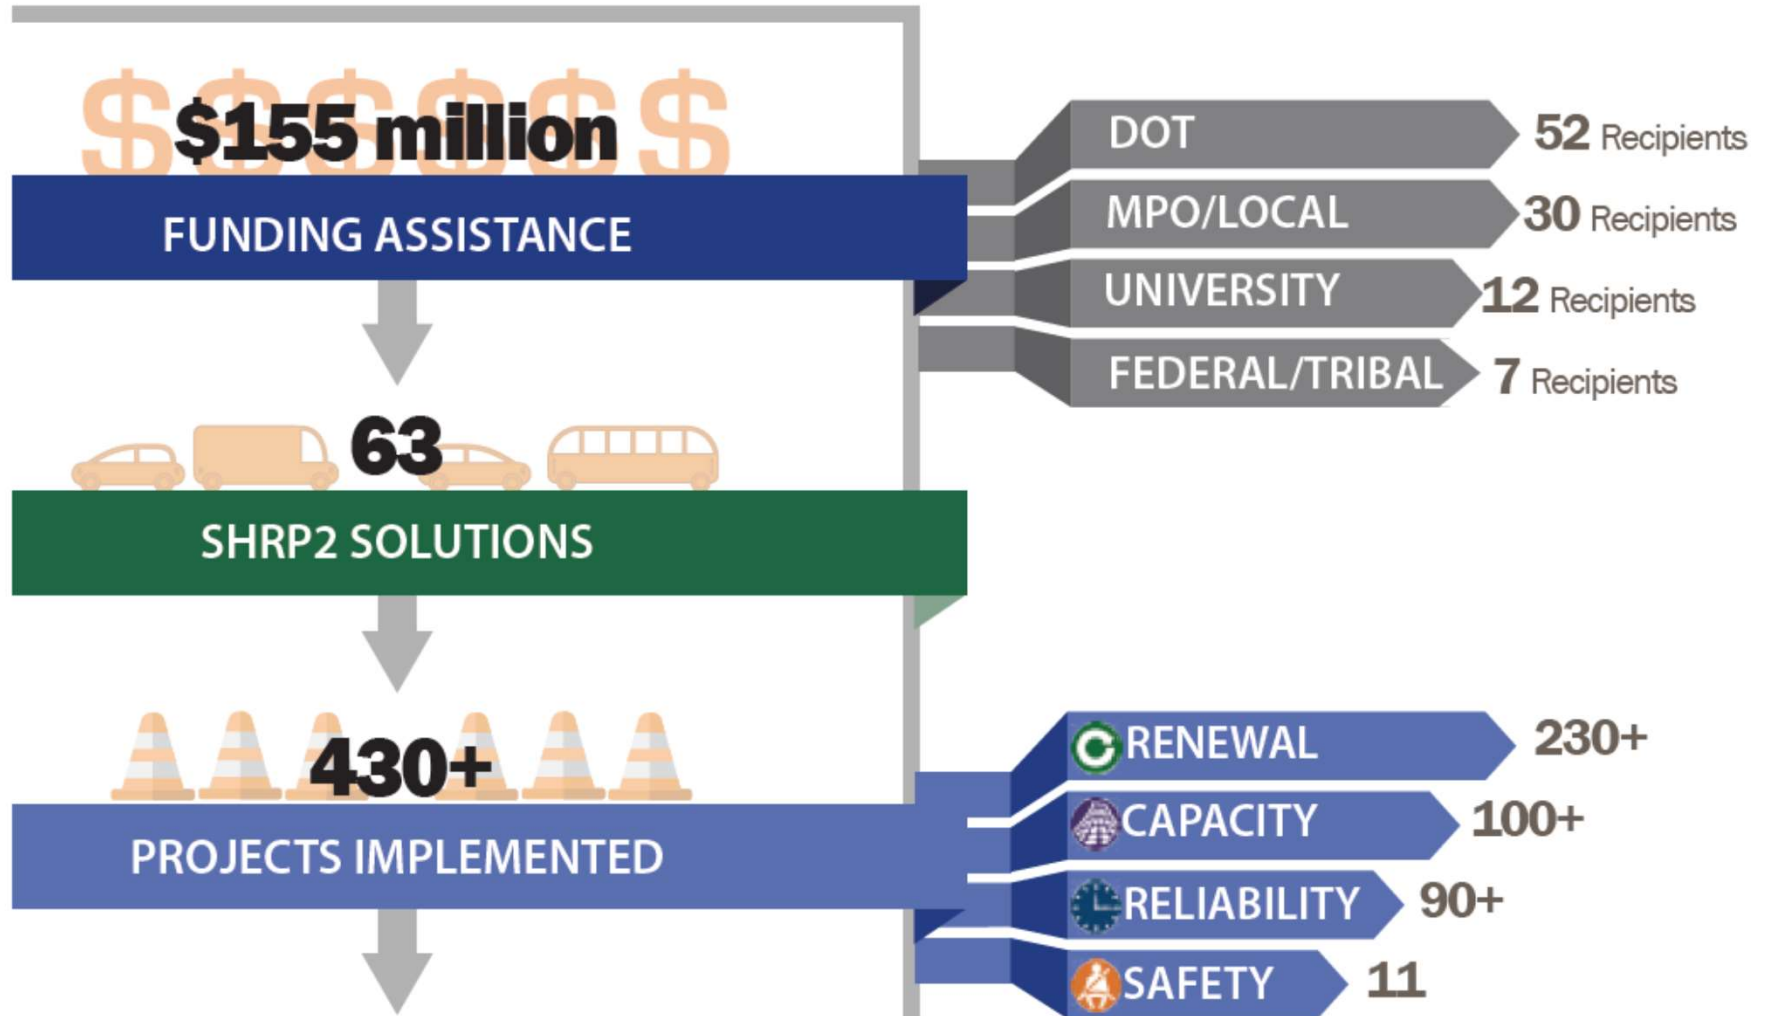 $155 million
FUNDING ASSISTANCE
DOT 52 Recipients
MPO/LOCAL 30 Recipients
UNIVERSITY 12 Recipients
FEDERAL/TRIBAL 7 Recipients
63
SHRP2 SOLUTIONS
430+
PROJECTS IMPLEMENTED
RENEWAL 230+
CAPACITY 100+
RELIABILITY 90+
SAFETY 11